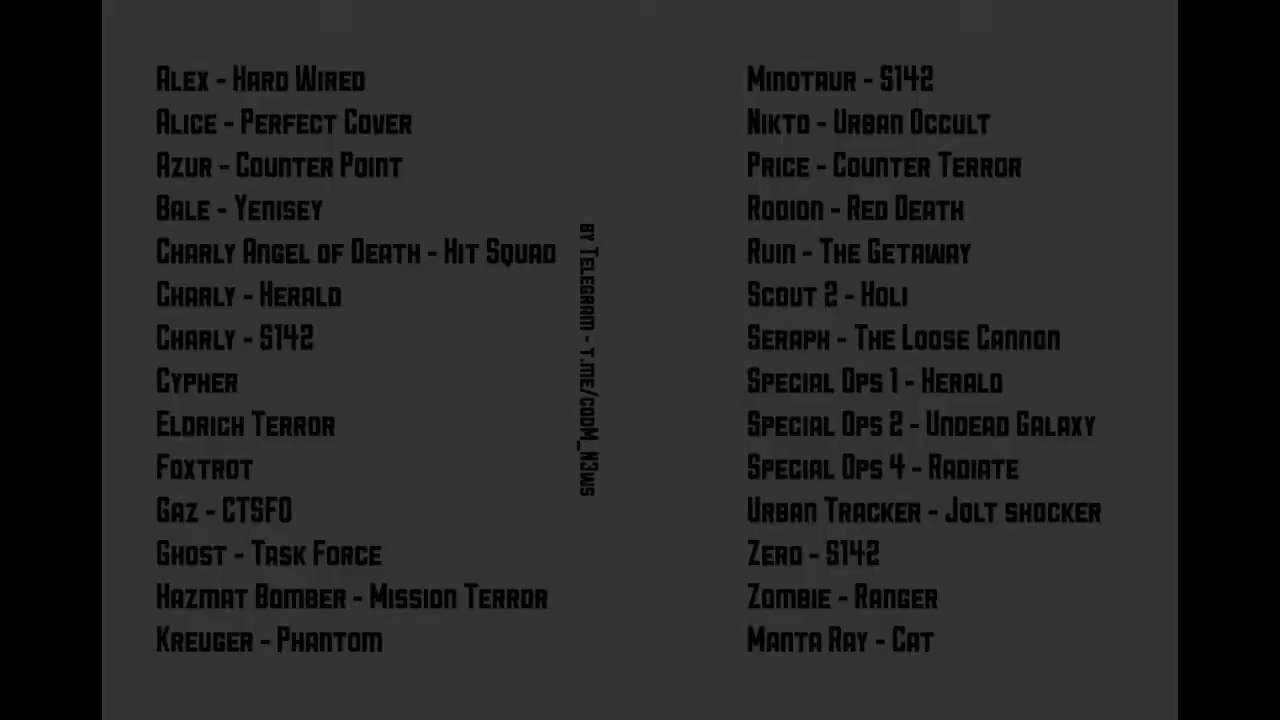 Alex - Hard Wired
Alice - Perfect Cover
Azur - Counter Point
Bale - Yenisey
Charly Angel of Death - Hit Squad
Charly - Herald
Charly - S142
Cypher
Eldrich Terror
Foxtrot
Gaz - CTSFO
Ghost - Task Force
Hazmat Bomber - Mission Terror
Kreuger - Phantom
by Telegram - t.me/codM_N3ws
Minotaur - S142
Nikto - Urban Occult
Price - Counter Terror
Rodion - Red Death
Ruin - The Getaway
Scout 2 - Holi
Seraph - The Loose Cannon
Special Ops 1 - Herald
Special Ops 2 - Undead Galaxy
Special Ops 4 - Radiate
Urban Tracker - Jolt shocker
Zero - S142
Zombie - Ranger
Manta Ray - Cat